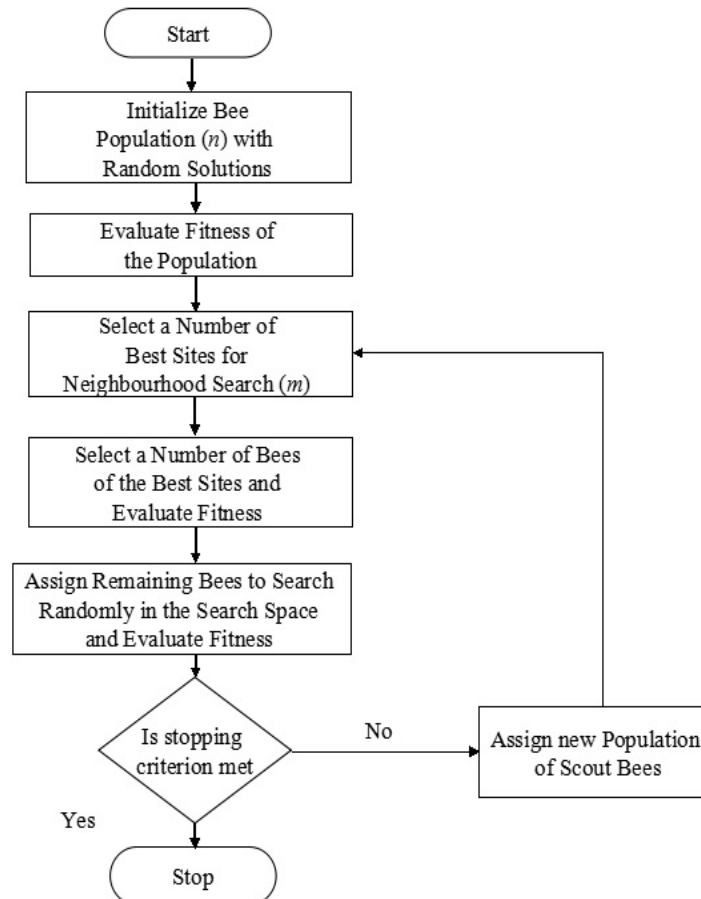 Start
Initialize Bee
Population (n) with
Random Solutions
Evaluate Fitness of
the Population
Select a Number of
Best Sites for
Neighbourhood Search (m)
Select a Number of Bees
of the Best Sites and
Evaluate Fitness
Assign Remaining Bees to Search
Randomly in the Search Space
and Evaluate Fitness
Is stopping
criterion met
No
Assign new Population
of Scout Bees
Yes
Stop